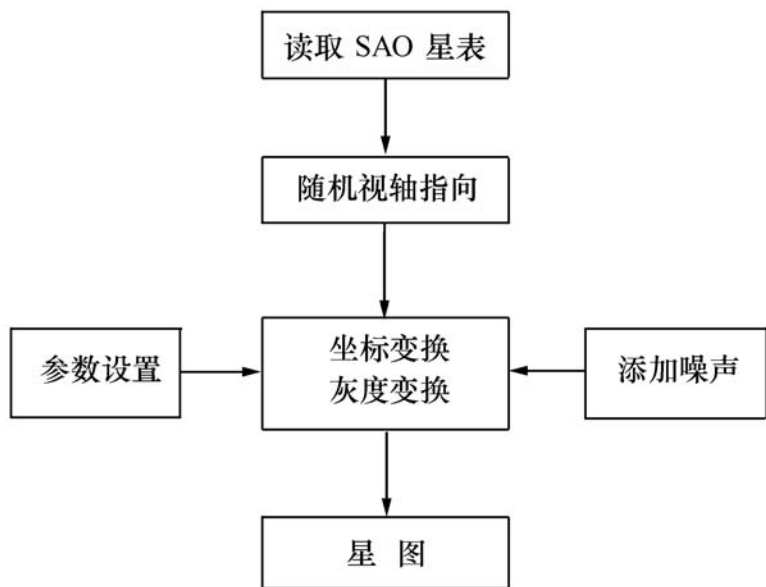 读取 SAO 星表
随机视轴指向
参数设置
坐标变换
灰度变换
添加噪声
星 图